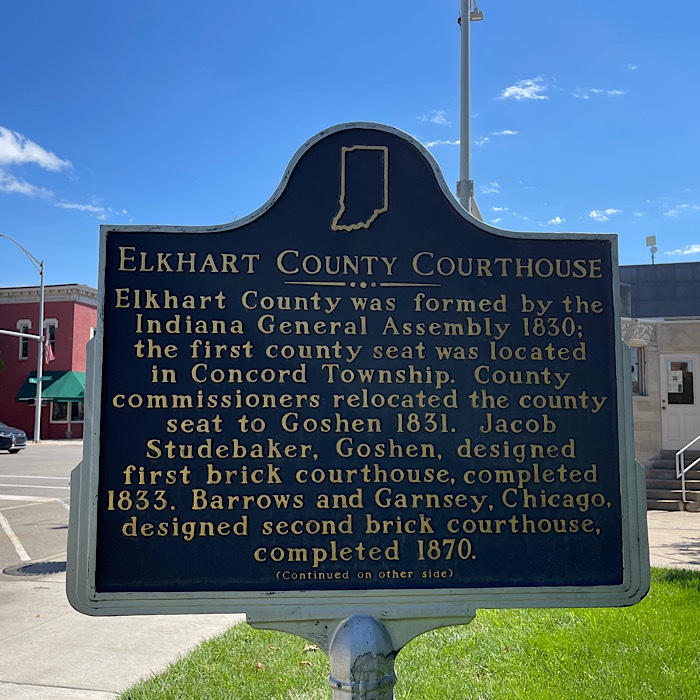 Elkhart County Courthouse
Elkhart County was formed by the
Indiana General Assembly 1830;
the first county seat was located
in Concord Township. County
commissioners relocated the county
seat to Goshen 1831. Jacob
Studebaker, Goshen, designed
first brick courthouse, completed
1833. Barrows and Garnsey, Chicago,
designed second brick courthouse,
completed 1870.
(Continued on other side)